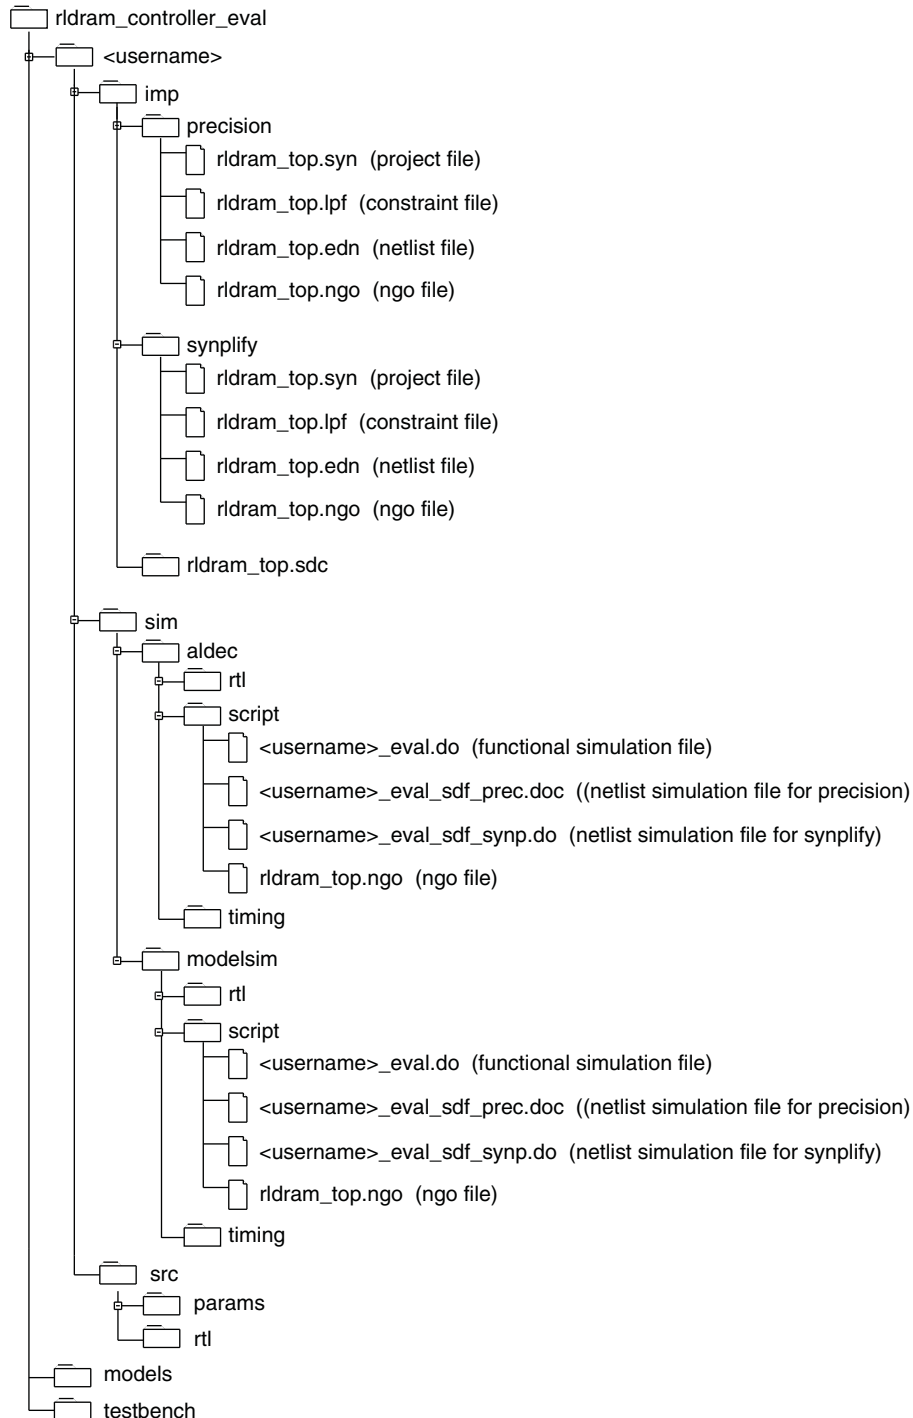 rldram_controller_eval
<username>
imp
precision
rldram_top.syn (project file)
rldram_top.lpf (constraint file)
rldram_top.edn (netlist file)
rldram_top.ngo (ngo file)
synplify
rldram_top.syn (project file)
rldram_top.lpf (constraint file)
rldram_top.edn (netlist file)
rldram_top.ngo (ngo file)
rldram_top.sdc
sim
aldec
rtl
script
<username>_eval.do (functional simulation file)
<username>_eval_sdf_prec.doc ((netlist simulation file for precision)
<username>_eval_sdf_synp.do (netlist simulation file for synplify)
rldram_top.ngo (ngo file)
timing
modelsim
rtl
script
<username>_eval.do (functional simulation file)
<username>_eval_sdf_prec.doc ((netlist simulation file for precision)
<username>_eval_sdf_synp.do (netlist simulation file for synplify)
rldram_top.ngo (ngo file)
timing
src
params
rtl
models
testbench